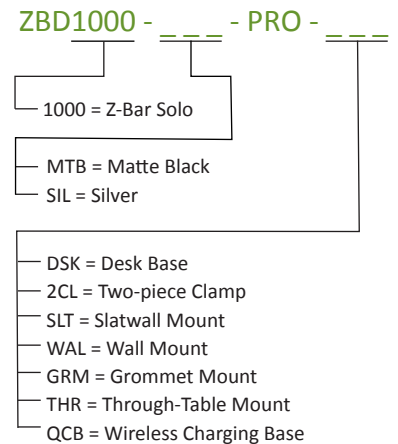 ZBD1000 - _ _ _ - PRO - _ _ _
1000 = Z-Bar Solo
MTB = Matte Black
SIL = Silver
DSK = Desk Base
2CL = Two-piece Clamp
SLT = Slatwall Mount
WAL = Wall Mount
GRM = Grommet Mount
THR = Through-Table Mount
QCB = Wireless Charging Base